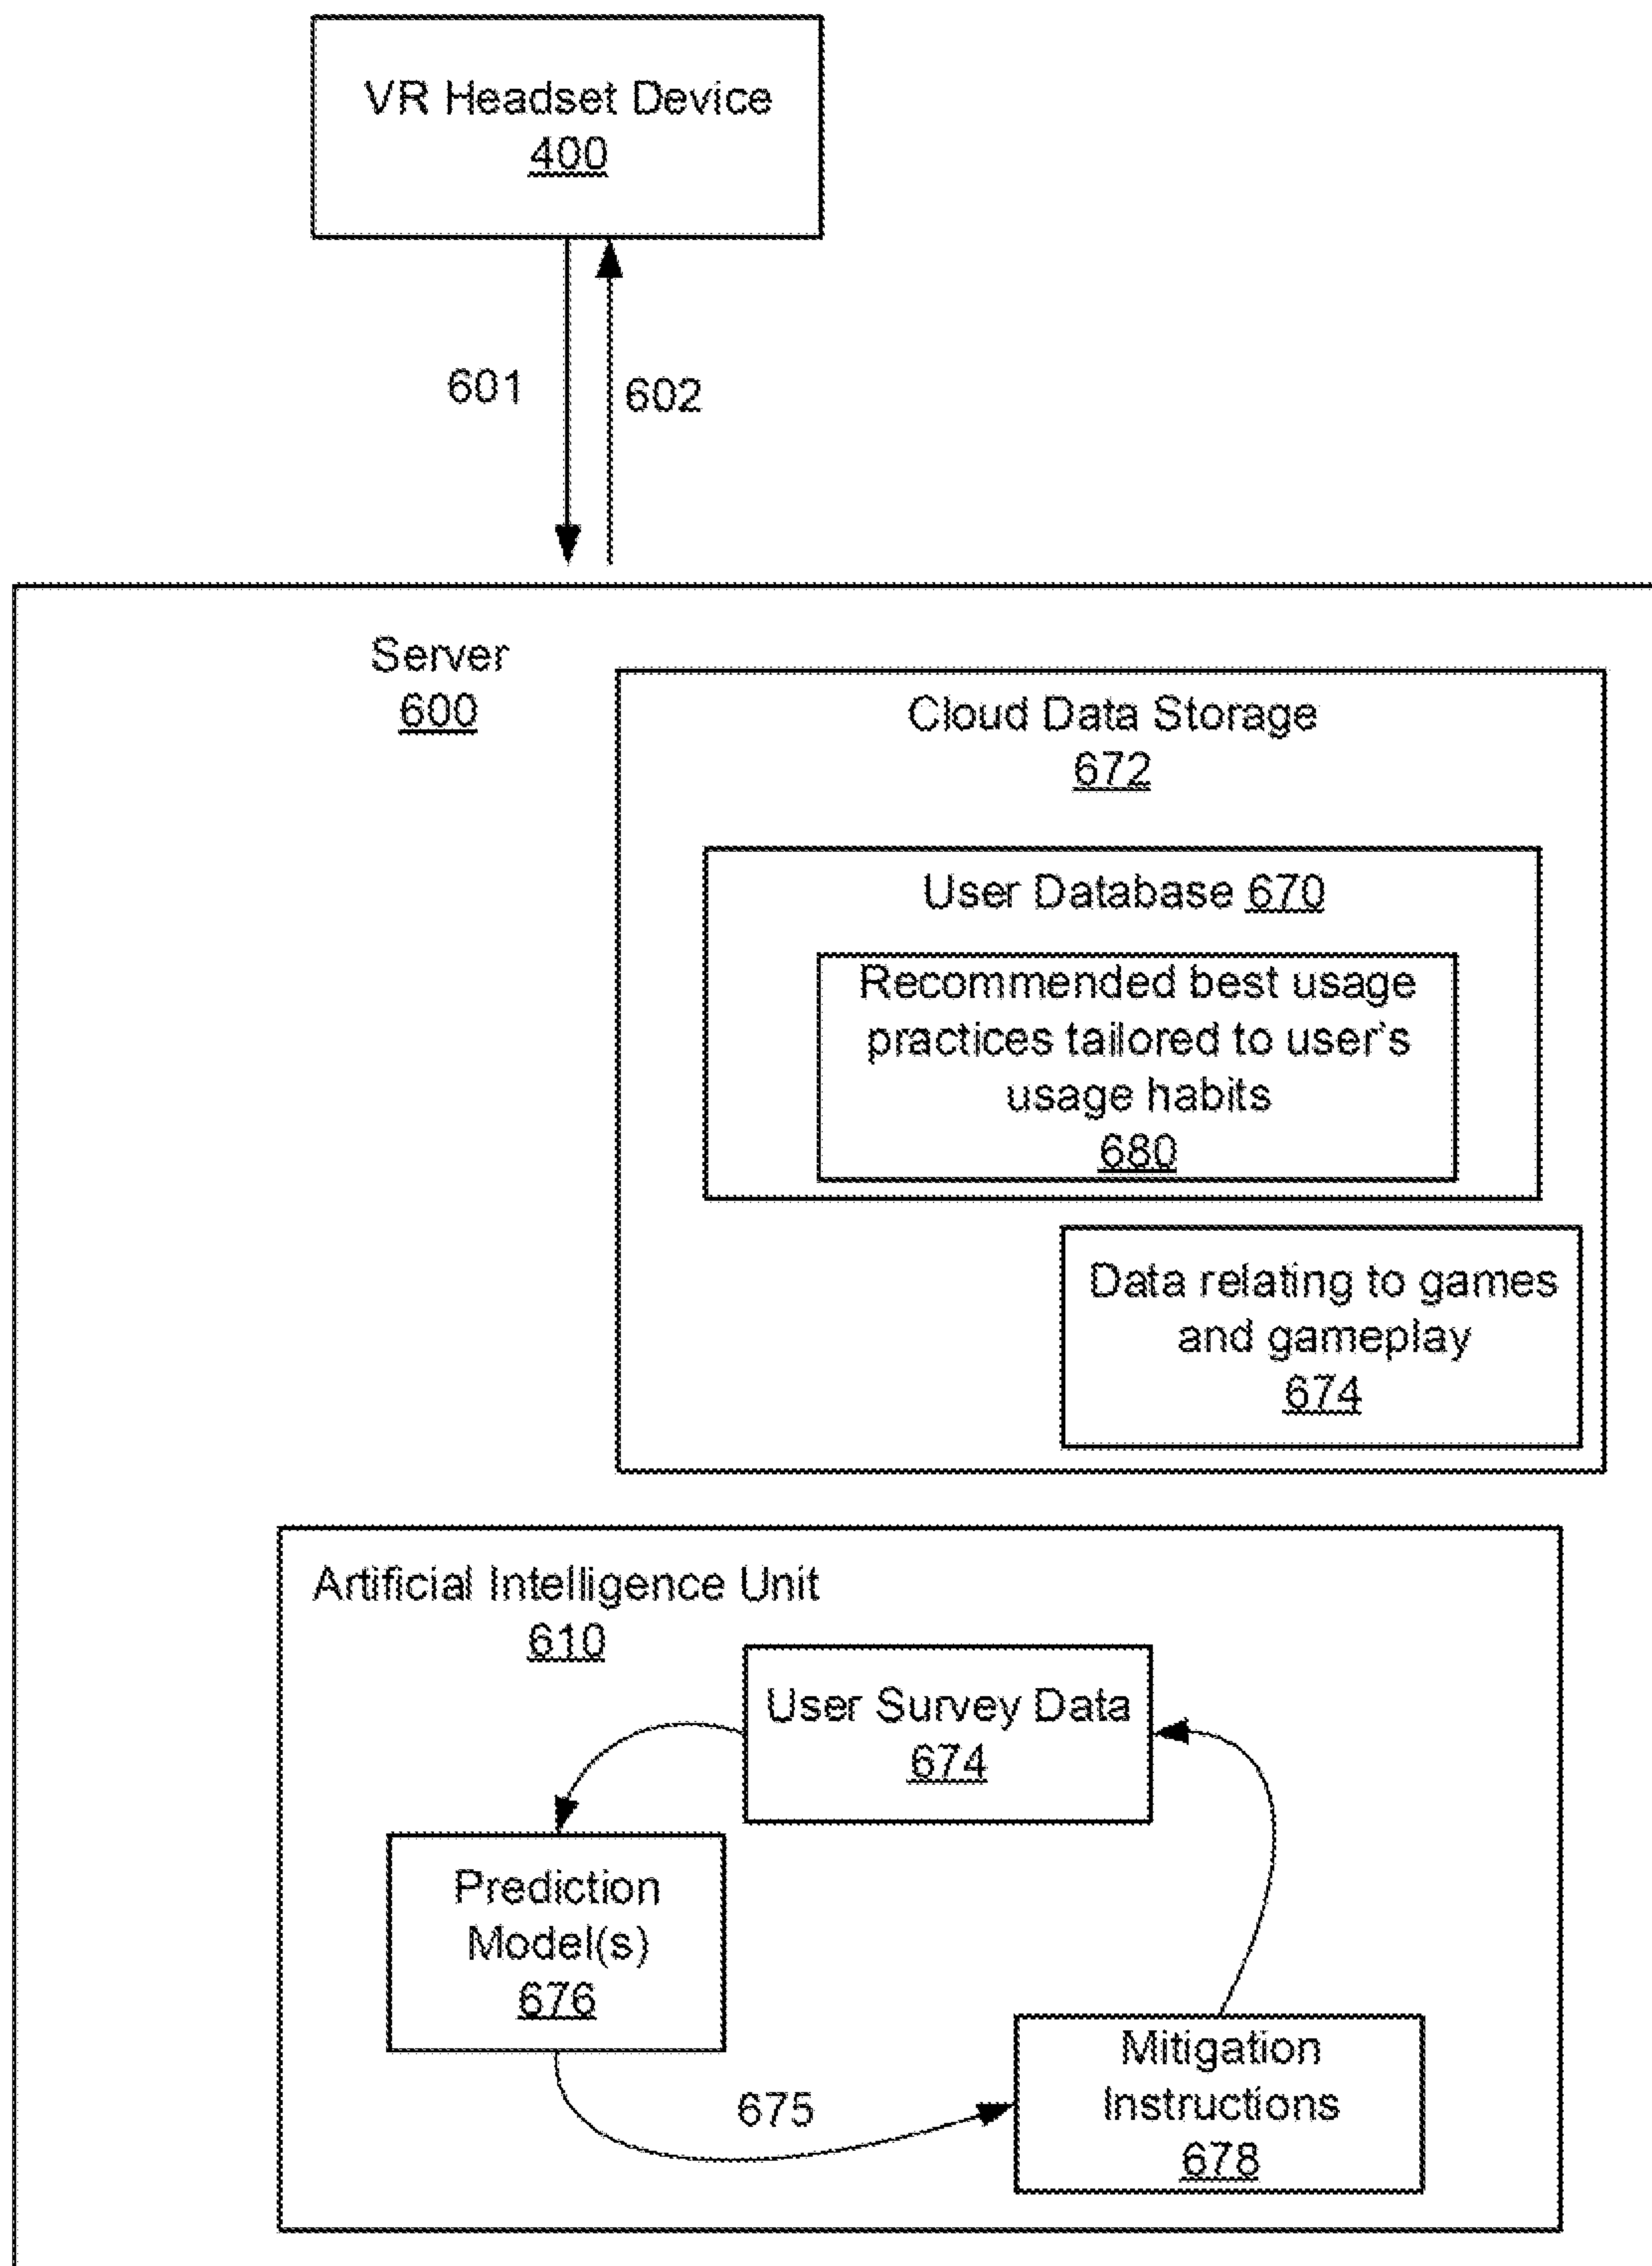 VR Headset Device
400
601
602
Server
600
Cloud Data Storage
672
User Database 670
Recommended best usage
practices tailored to user's
usage habits
680
Data relating to games
and gameplay
674
Artificial Intelligence Unit
610
User Survey Data
674
Prediction
Model(s)
676
675
Mitigation
Instructions
678